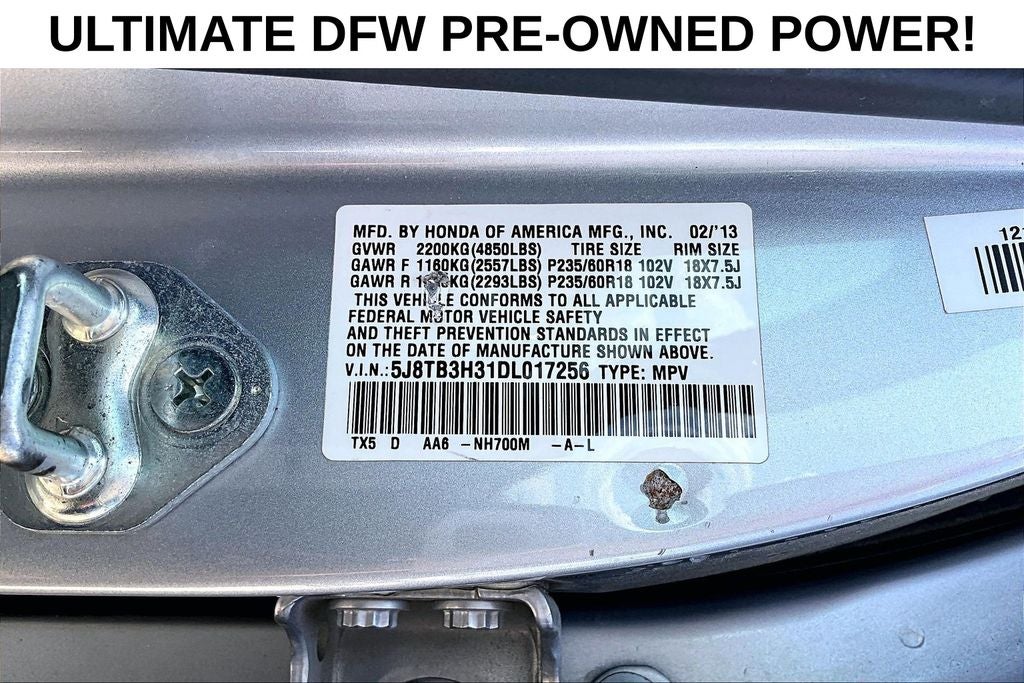 ULTIMATE DFW PRE-OWNED POWER!
MFD. BY HONDA OF AMERICA MFG., INC. 02/'13
GVWR 2200KG(4850LBS) TIRE SIZE RIM SIZE
GAWR F 1160KG(2557LBS) P235/60R18 102V 18X7.5J
GAWR R (2293LBS) P235/60R18 102V 18X7.5J
THIS VEHICLE CONFORMS TO ALL APPLICABLE
FEDERAL MOTOR VEHICLE SAFETY
AND THEFT PREVENTION STANDARDS IN EFFECT
ON THE DATE OF MANUFACTURE SHOWN ABOVE.
V.I.N.: 5J8TB3H31DL017256 TYPE: MPV
TX5 D AA6 -NH700M -A-L